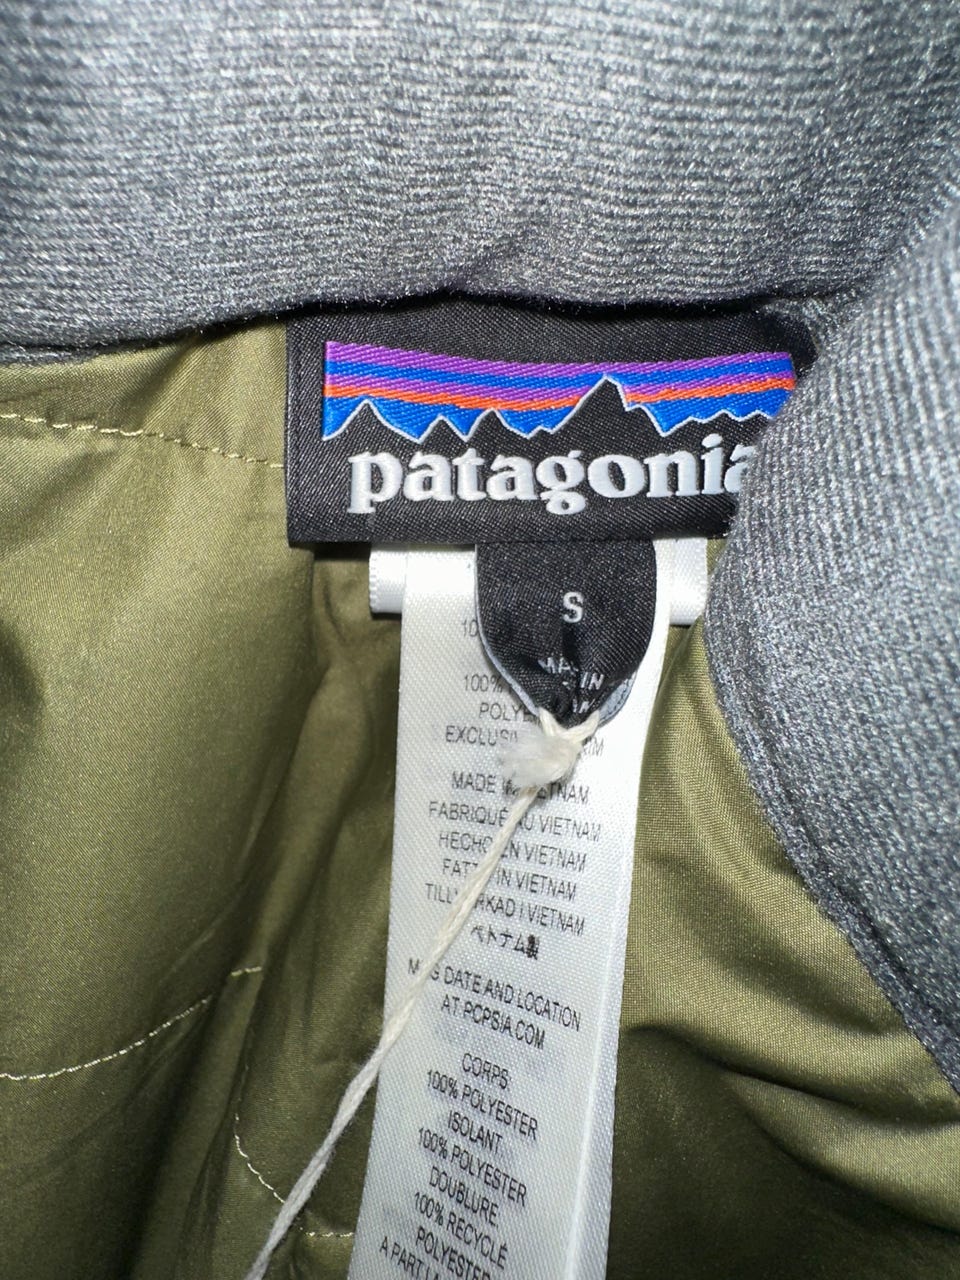 patagonia
S
100%
EXCLUSI
MADE IN VIETNAM
FABRIQUÉ AU VIETNAM
HECHO EN VIETNAM
FATTO IN VIETNAM
TILLVERKAD I VIETNAM
ベトナム製
MFG DATE AND LOCATION
AT PCPSIA.COM
CORPS
100% POLYESTER
ISOLANT
100% POLYESTER
DOUBLURE
100% RECYCLÉ
POLYESTER
A PART